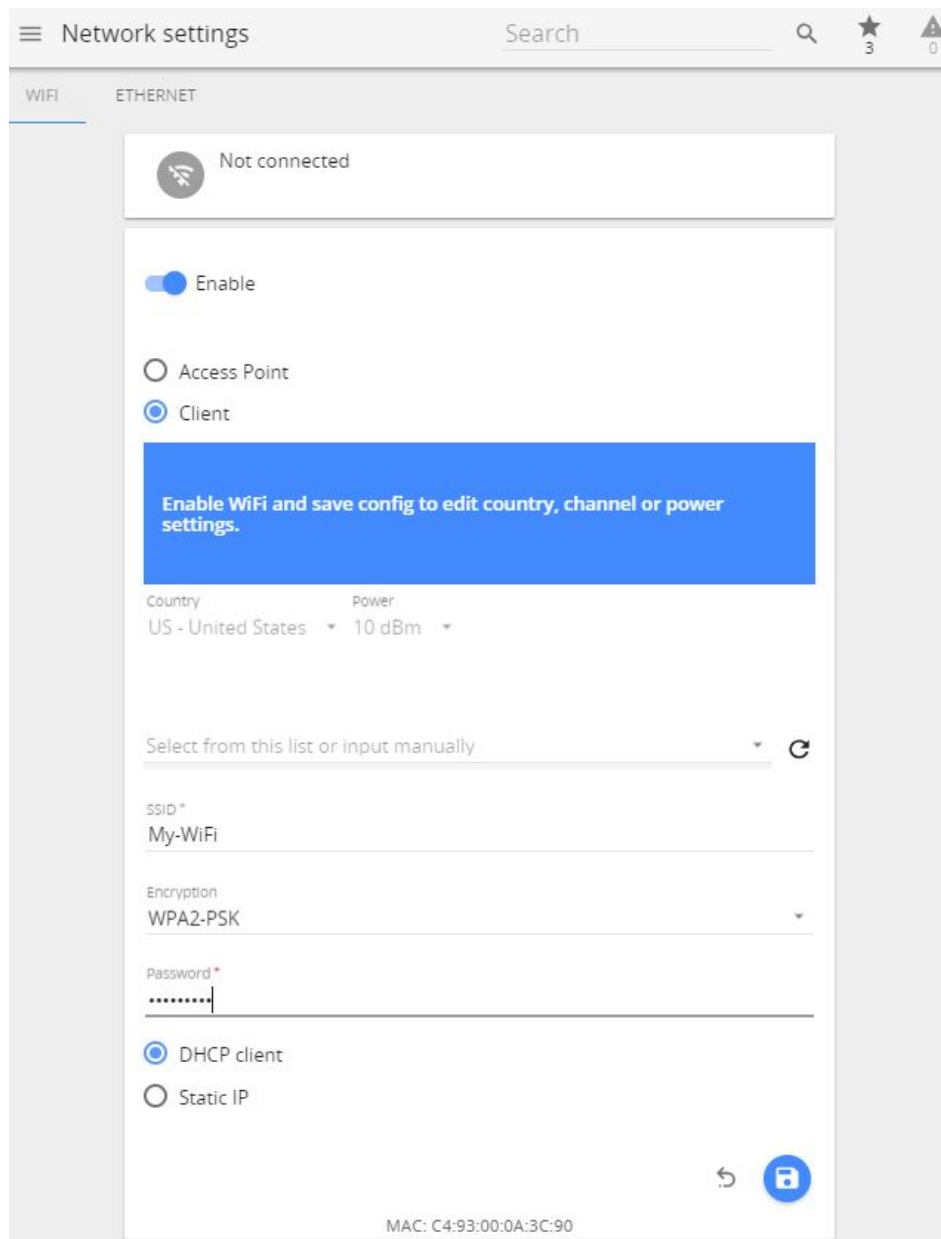 Network settings
Search
3
0
WIFI
ETHERNET
Not connected
Enable
Access Point
Client
Enable WiFi and save config to edit country, channel or power
settings.
Country
Power
US - United States
10 dBm
Select from this list or input manually
SSID *
My-WiFi
Encryption
WPA2-PSK
Password *
•••••••••
DHCP client
Static IP
MAC: C4:93:00:0A:3C:90